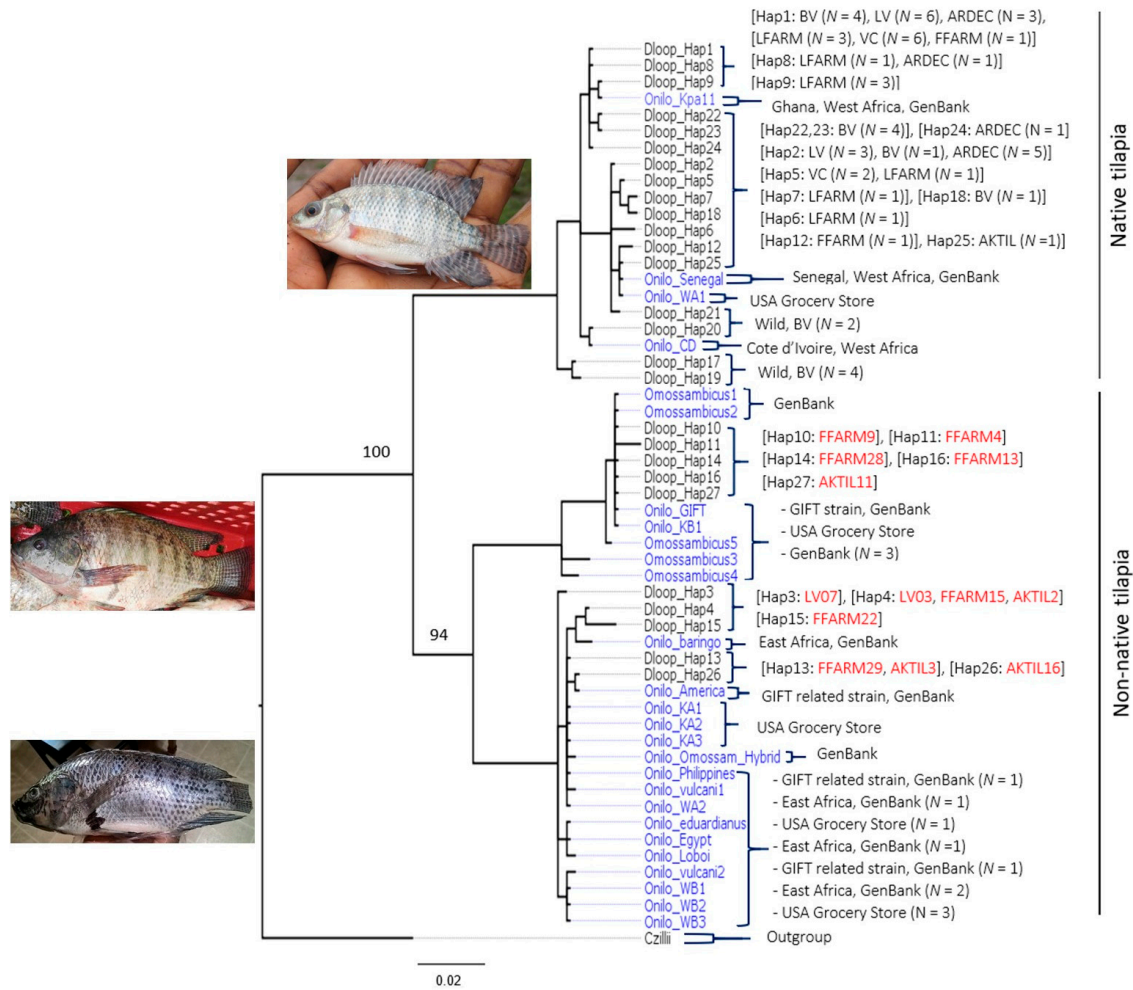 [Hap1: BV (N = 4), LV (N = 6), ARDEC (N = 3),
[LFARM (N = 3), VC (N = 6), FFARM (N = 1)]
Dloop_Hap1
Dloop_Hap8
[Hap8: LFARM (N = 1), ARDEC (N = 1)]
Dloop_Hap9
[Hap9: LFARM (N = 3)]
Onilo_Kpa11
Ghana, West Africa, GenBank
Dloop_Hap22
Dloop_Hap23
[Hap22,23: BV (N = 4)], [Hap24: ARDEC (N = 1]
Dloop_Hap24
[Hap2: LV (N = 3), BV (N =1), ARDEC (N = 5)]
Dloop_Hap2
Dloop_Hap5
[Hap5: VC (N = 2), LFARM (N = 1)]
Dloop_Hap7
[Hap7: LFARM (N = 1)], [Hap18: BV (N = 1)]
Dloop_Hap18
[Hap6: LFARM (N = 1)]
Dloop_Hap6
Dloop_Hap12
[Hap12: FFARM (N = 1)], Hap25: AKTIL (N =1)]
Dloop_Hap25
Onilo_Senegal
Senegal, West Africa, GenBank
Onilo_WA1
USA Grocery Store
Dloop_Hap21
Dloop_Hap20
Wild, BV (N = 2)
Onilo_CD
Cote d'Ivoire, West Africa
Dloop_Hap17
Dloop_Hap19
Wild, BV (N = 4)
Native tilapia
Omossambicus1
Omossambicus2
GenBank
Dloop_Hap10
Dloop_Hap11
[Hap10: FFARM9], [Hap11: FFARM4]
Dloop_Hap14
[Hap14: FFARM28], [Hap16: FFARM13]
Dloop_Hap16
Dloop_Hap27
[Hap27: AKTIL11]
100
Onilo_GIFT
- GIFT strain, GenBank
Onilo_KB1
- USA Grocery Store
Omossambicus5
- GenBank (N = 3)
Omossambicus3
Omossambicus4
Dloop_Hap3
[Hap3: LV07], [Hap4: LV03, FFARM15, AKTIL2]
Dloop_Hap4
Dloop_Hap15
[Hap15: FFARM22]
94
Onilo_baringo
East Africa, GenBank
Dloop_Hap13
Dloop_Hap26
[Hap13: FFARM29, AKTIL3], [Hap26: AKTIL16]
Onilo_America
GIFT related strain, GenBank
Onilo_KA1
Onilo_KA2
USA Grocery Store
Onilo_KA3
Onilo_Omossam_Hybrid
GenBank
Onilo_Philippines
- GIFT related strain, GenBank (N = 1)
Onilo_vulcani1
- East Africa, GenBank (N = 1)
Onilo_WA2
- USA Grocery Store (N = 1)
Onilo_eduardianus
Onilo_Egypt
- East Africa, GenBank (N =1)
Onilo_Loboi
- GIFT related strain, GenBank (N = 1)
Onilo_vulcani2
Onilo_WB1
- East Africa, GenBank (N = 2)
Onilo_WB2
- USA Grocery Store (N = 3)
Onilo_WB3
Non-native tilapia
Czillii
Outgroup
0.02